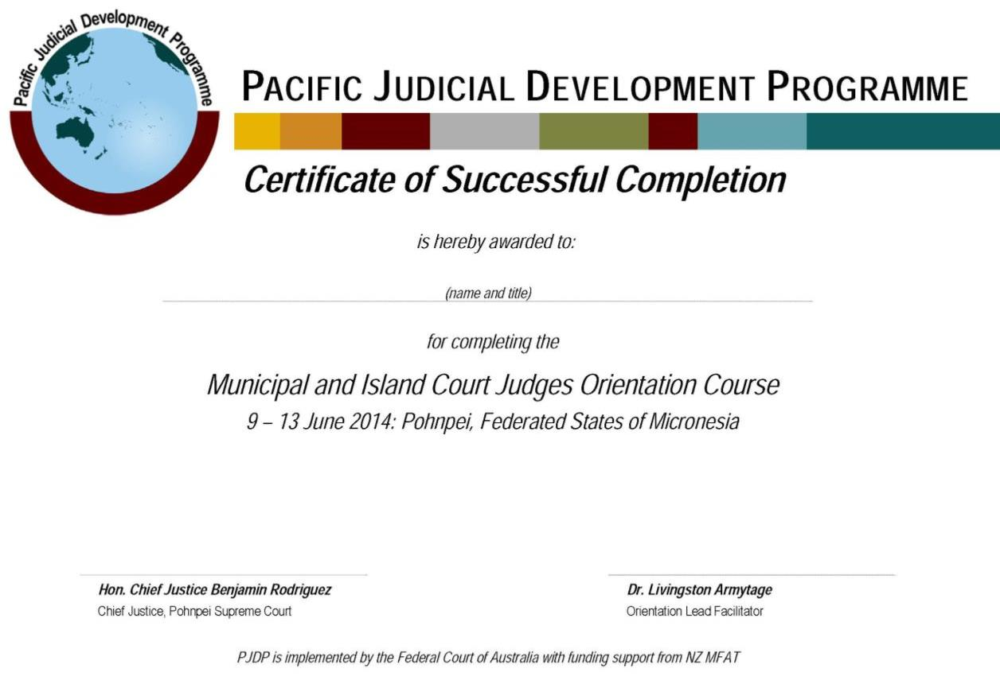 Pacific Judicial Development Programme
PACIFIC JUDICIAL DEVELOPMENT PROGRAMME
Certificate of Successful Completion
is hereby awarded to:
(name and title)
for completing the
Municipal and Island Court Judges Orientation Course
9 – 13 June 2014: Pohnpei, Federated States of Micronesia
Hon. Chief Justice Benjamin Rodriguez
Chief Justice, Pohnpei Supreme Court
Dr. Livingston Armytage
Orientation Lead Facilitator
PJDP is implemented by the Federal Court of Australia with funding support from NZ MFAT